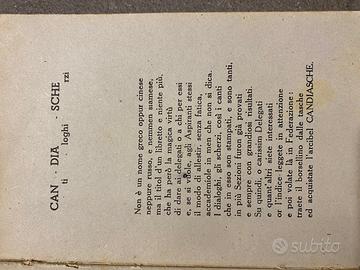 CAN - DIA - SCHE
ti loghi rzi
Non è un nome greco oppur cinese
neppure russo, e nemmen siamese,
ma il titol d'un libretto e niente più,
che ha però la magica virtù
di dare ai delegati o a chi per essi
e, se si vuole, agli Aspiranti stessi
il modo di allestir, senza fatica,
accademiole in men che non si dica.
I dialoghi, gli scherzi, così i canti
che in esso son stampati, e sono tanti,
in più Sezioni furon già provati
e sempre con grandiosi risultati.
Su quindi, o carissimi Delegati
e quant'altri siete interessati
or l'indice leggete in attenzione
e poi volate là in Federazione:
traete il borsellino dalle tasche
ed acquistate l'arcibel CANDIASCHE.
subito